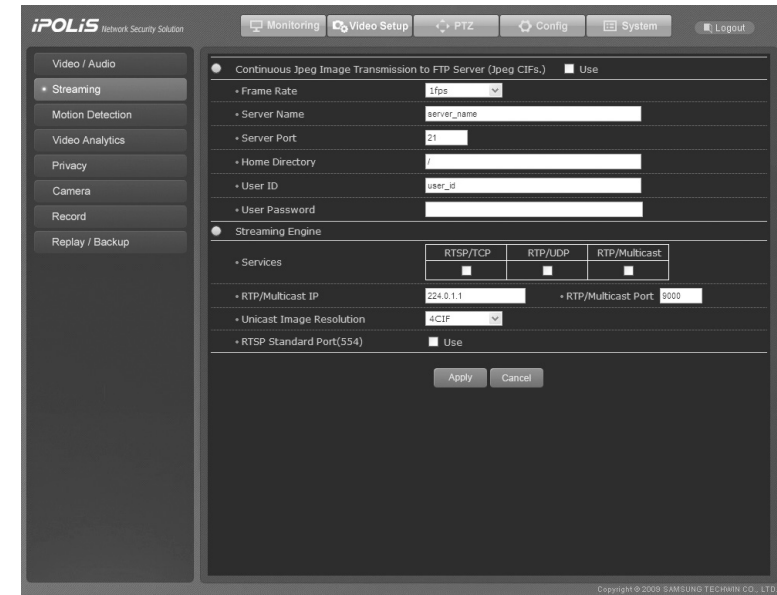 iPOLiS Network Security Solution
Monitoring
Video Setup
PTZ
Config
System
Logout
Video / Audio
Streaming
Motion Detection
Video Analytics
Privacy
Camera
Record
Replay / Backup
Continuous Jpeg Image Transmission to FTP Server (Jpeg CIFs.) Use
Frame Rate 1fps
Server Name server_name
Server Port 21
Home Directory /
User ID user_id
User Password
Streaming Engine
Services RTSP/TCP RTP/UDP RTP/Multicast
RTP/Multicast IP 224.0.1.1 RTP/Multicast Port 9000
Unicast Image Resolution 4CIF
RTSP Standard Port(554) Use
Apply Cancel
Copyright © 2009 SAMSUNG TECHWIN CO., LTD